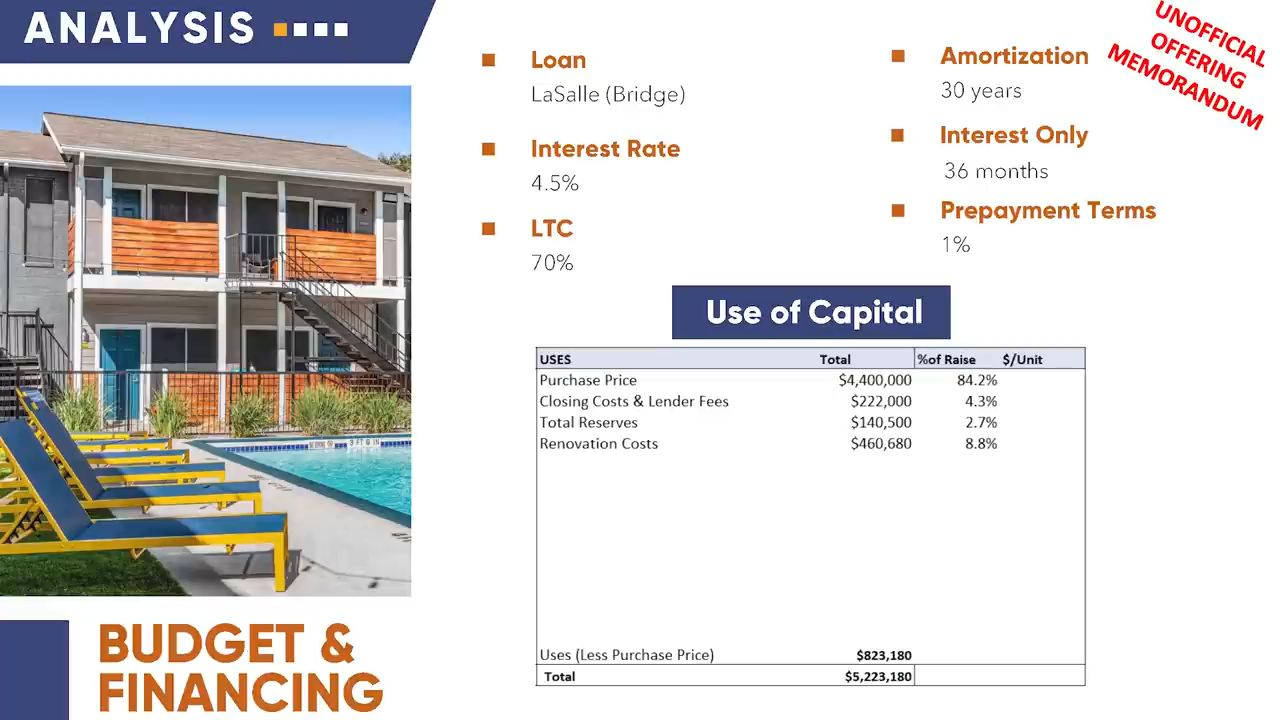 ANALYSIS
UNOFFICIAL
OFFERING
MEMORANDUM
Loan
LaSalle (Bridge)
Interest Rate
4.5%
LTC
70%
Amortization
30 years
Interest Only
36 months
Prepayment Terms
1%
Use of Capital
USES Total %of Raise $/Unit
Purchase Price $4,400,000 84.2%
Closing Costs & Lender Fees $222,000 4.3%
Total Reserves $140,500 2.7%
Renovation Costs $460,680 8.8%
Uses (Less Purchase Price) $823,180
Total $5,223,180
BUDGET &
FINANCING